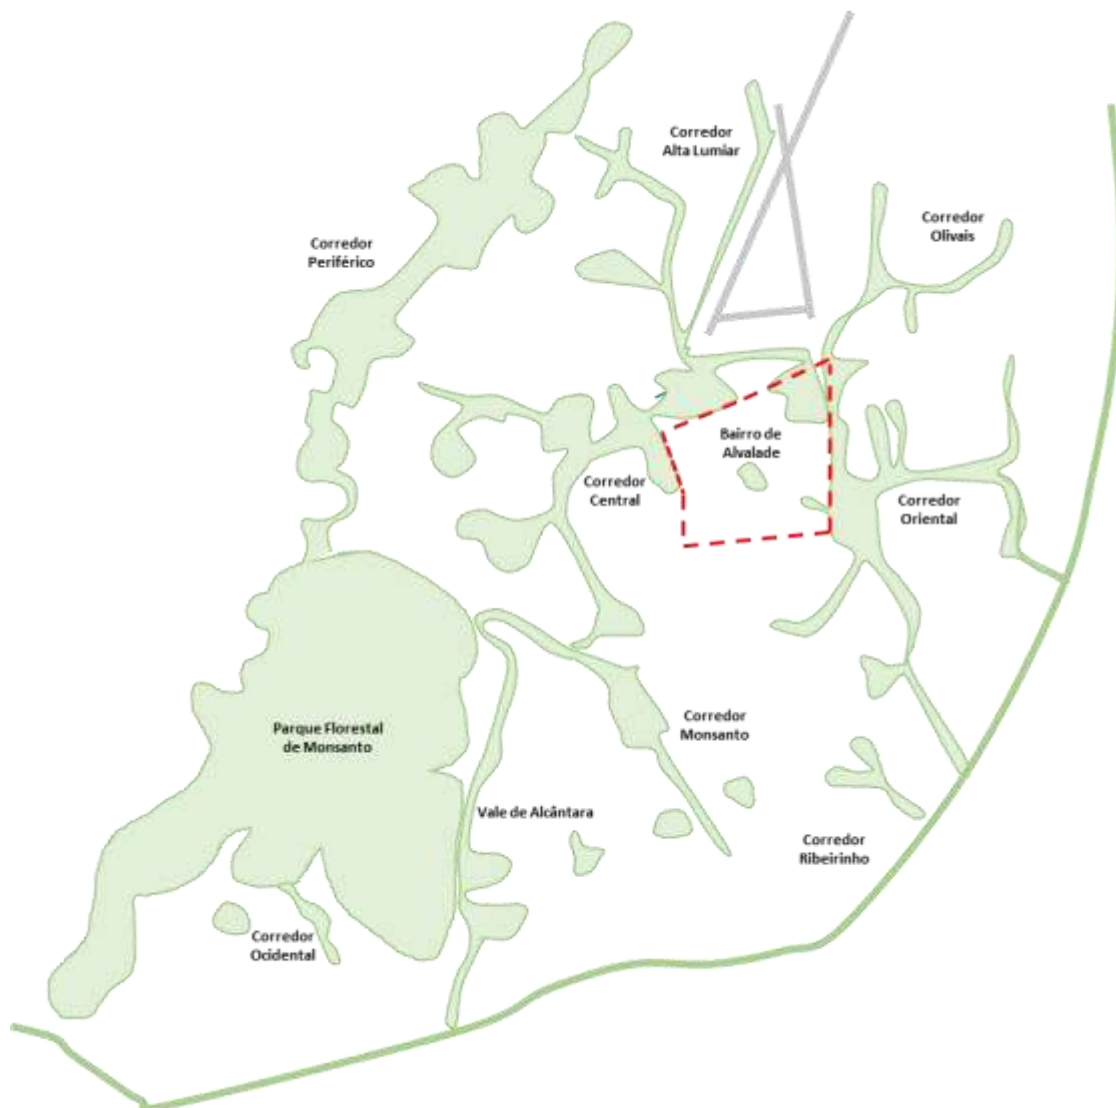 Corredor
Alta Lumiar
Corredor
Olivais
Corredor
Periférico
Bairro de
Alvalade
Corredor
Central
Corredor
Oriental
Parque Florestal
de Monsanto
Corredor
Monsanto
Vale de Alcântara
Corredor
Ribeirinho
Corredor
Ocidental